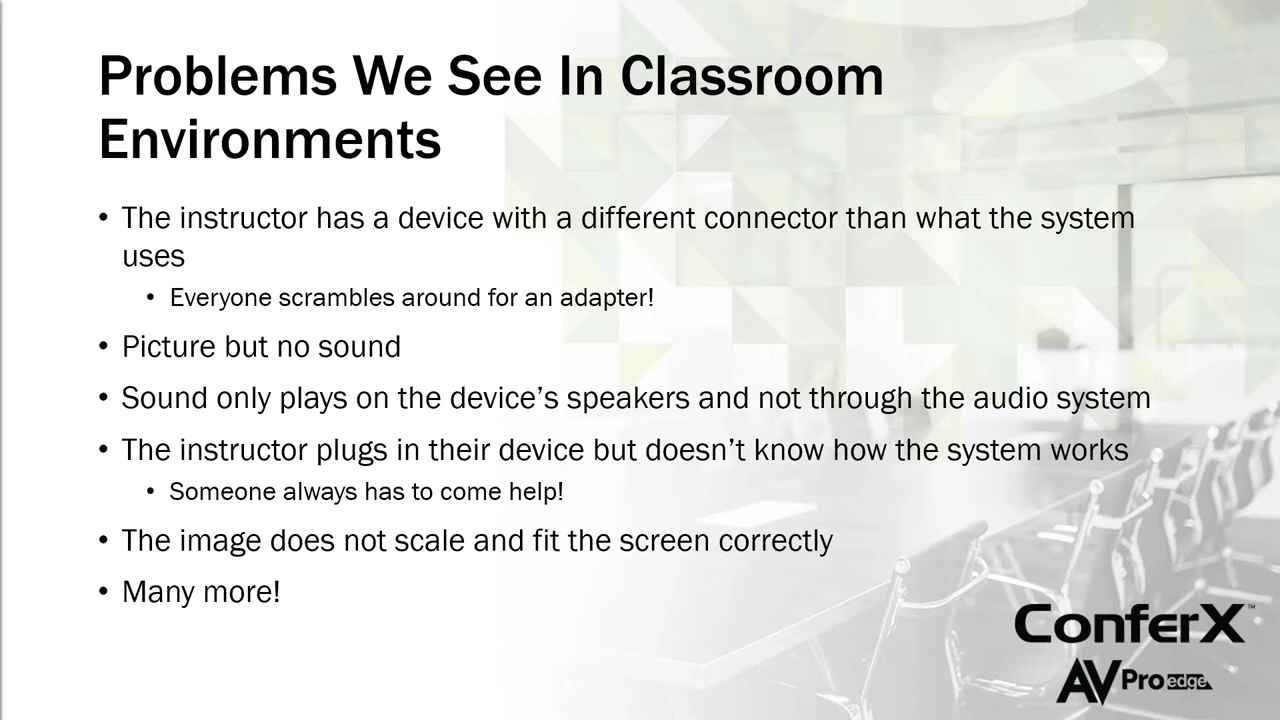 Problems We See In Classroom
Environments
• The instructor has a device with a different connector than what the system
uses
• Everyone scrambles around for an adapter!
• Picture but no sound
• Sound only plays on the device’s speakers and not through the audio system
• The instructor plugs in their device but doesn’t know how the system works
• Someone always has to come help!
• The image does not scale and fit the screen correctly
• Many more!
ConferX™
AVPro edge